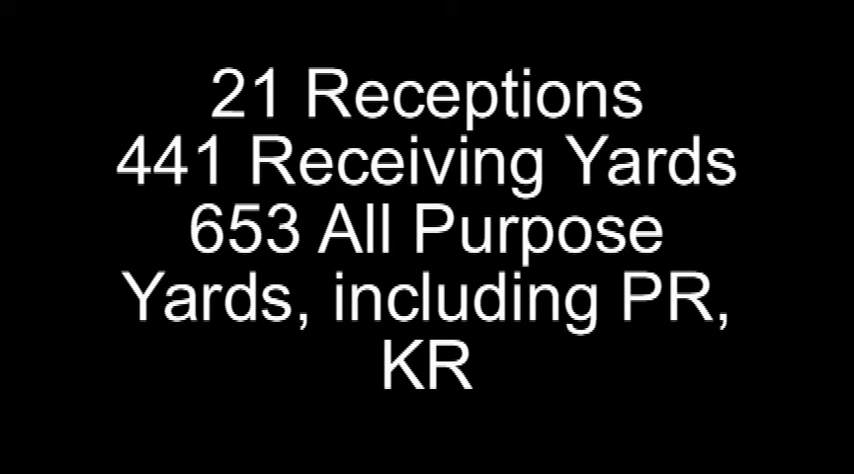 21 Receptions
441 Receiving Yards
653 All Purpose
Yards, including PR,
KR